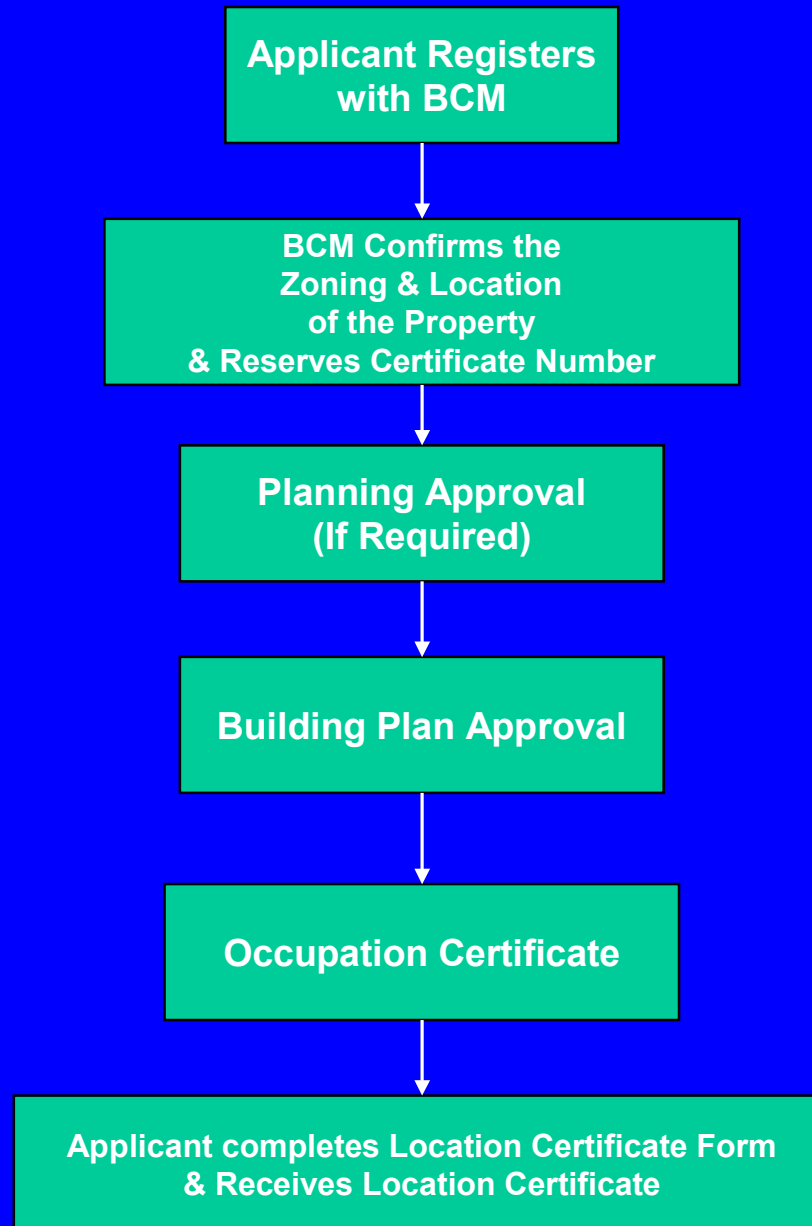 Applicant Registers
with BCM
BCM Confirms the
Zoning & Location
of the Property
& Reserves Certificate Number
Planning Approval
(If Required)
Building Plan Approval
Occupation Certificate
Applicant completes Location Certificate Form
& Receives Location Certificate